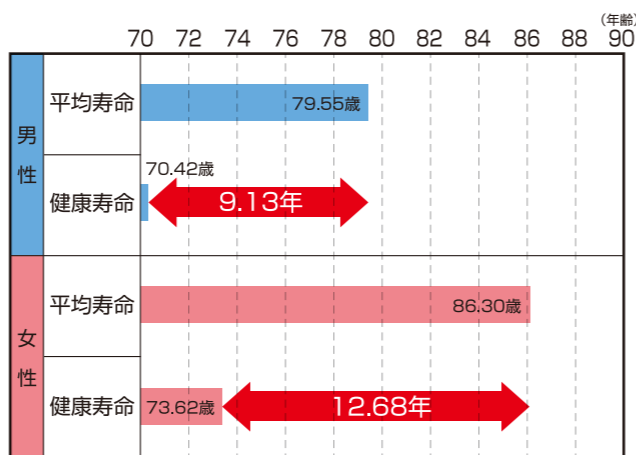 (年齢)
70 72 74 76 78 80 82 84 86 88 90
男性
平均寿命
79.55歳
健康寿命
70.42歳
9.13年
女性
平均寿命
86.30歳
健康寿命
73.62歳
12.68年